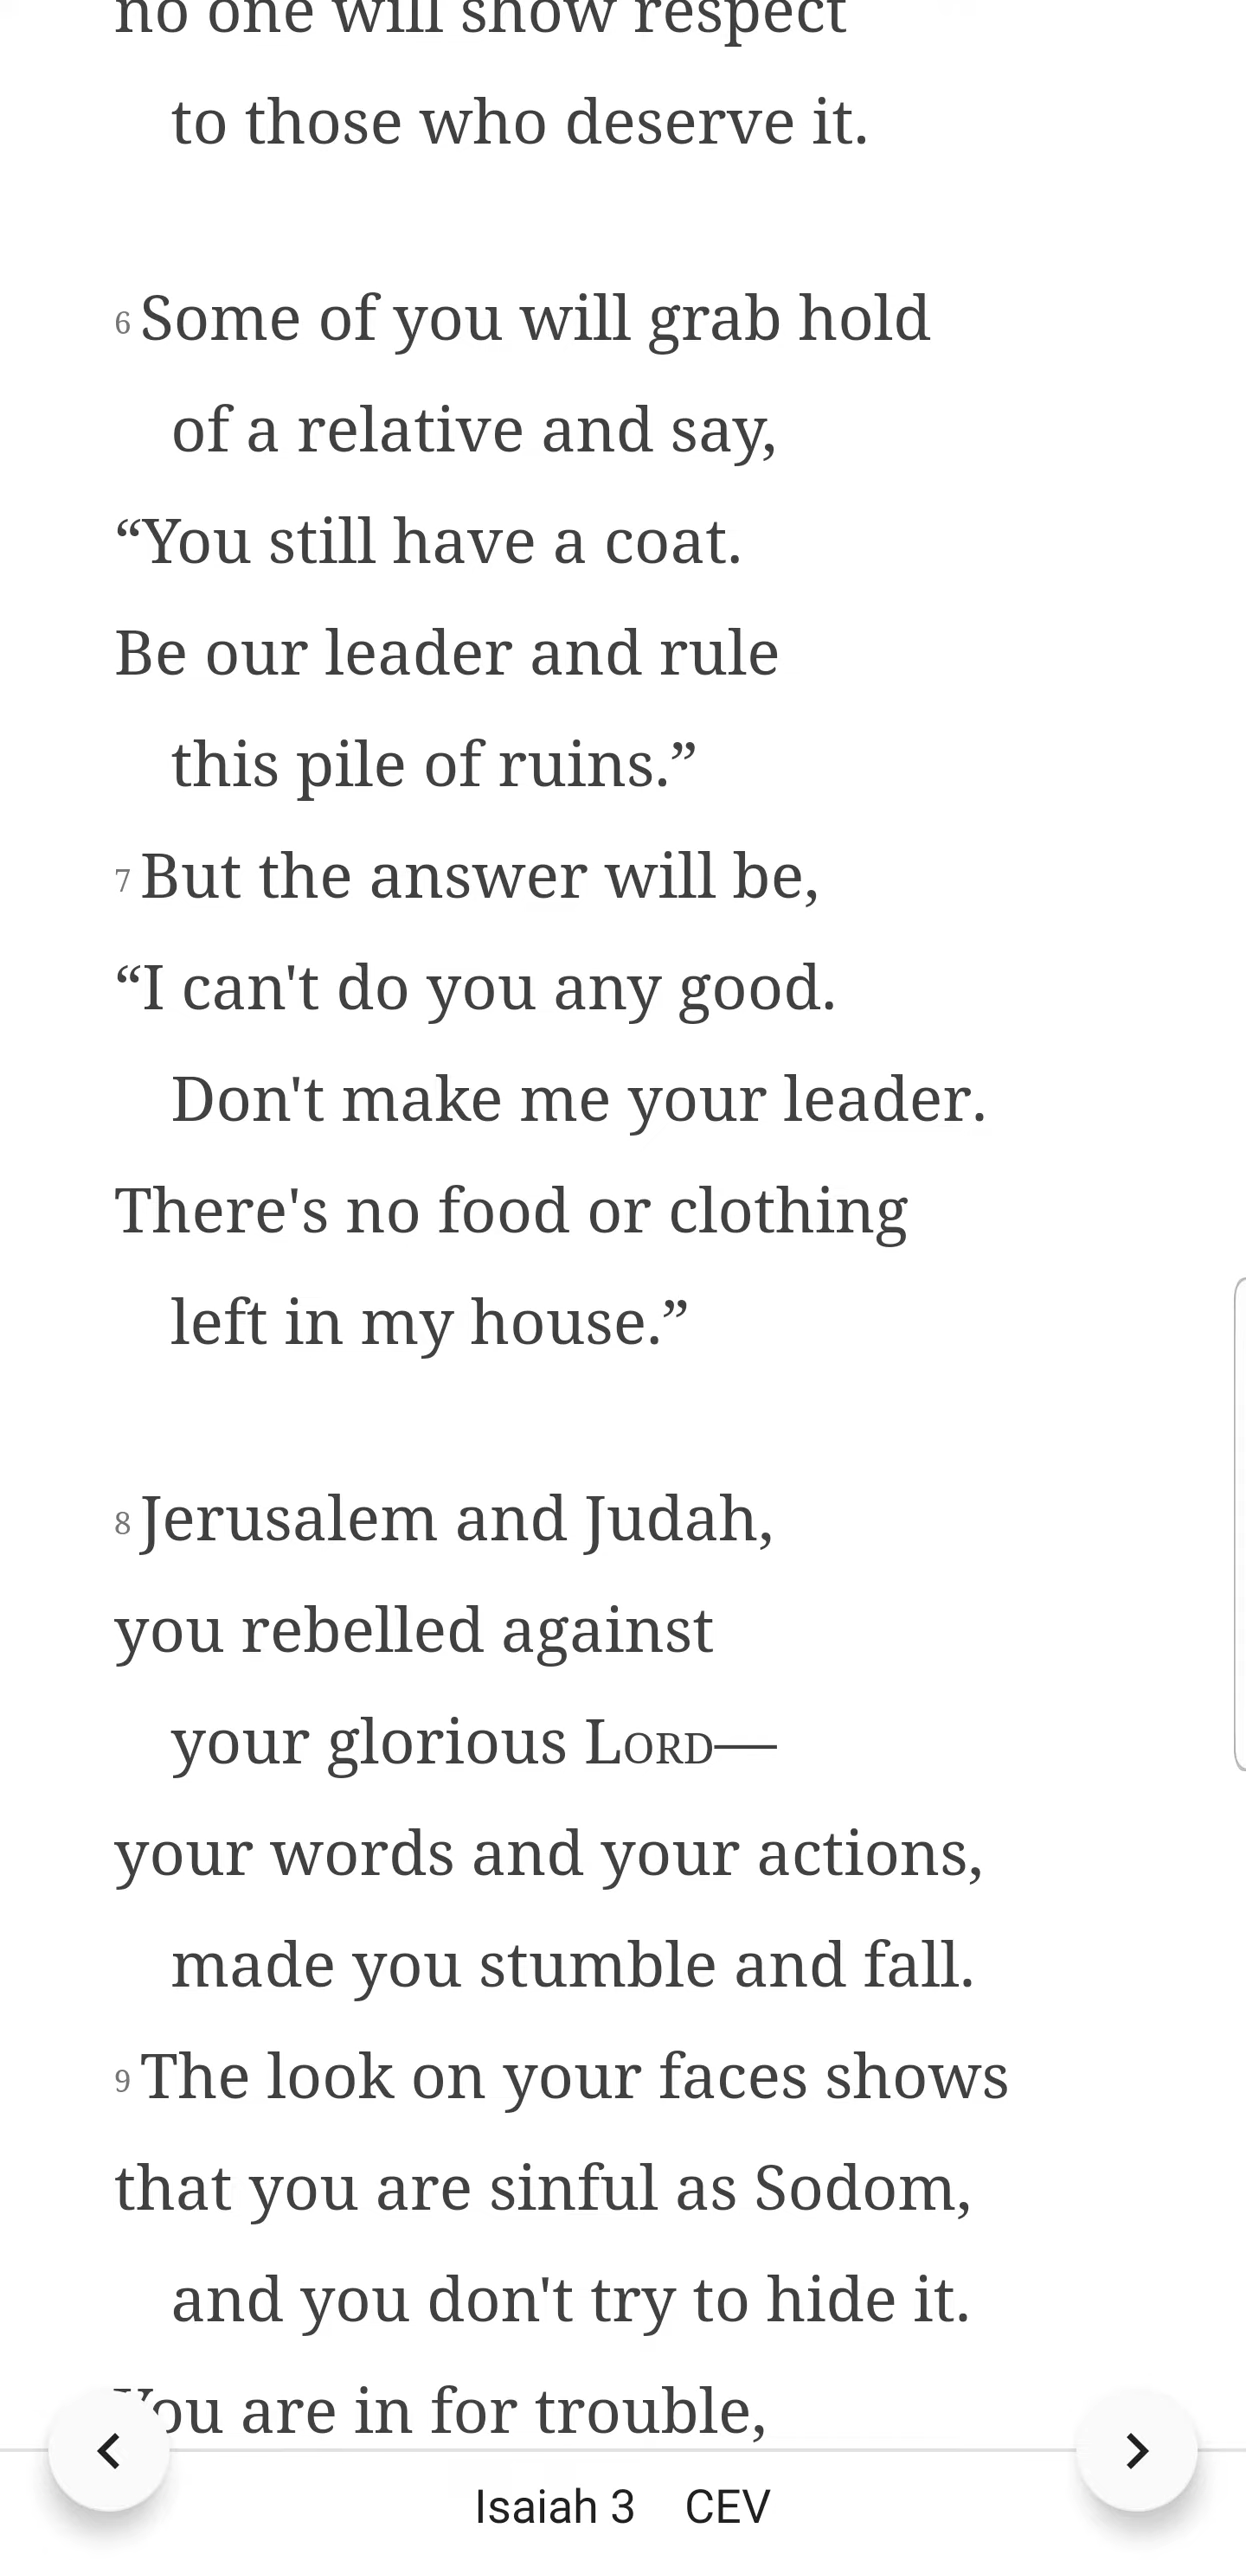 no one will show respect
to those who deserve it.
6 Some of you will grab hold
of a relative and say,
“You still have a coat.
Be our leader and rule
this pile of ruins.”
7 But the answer will be,
“I can't do you any good.
Don't make me your leader.
There's no food or clothing
left in my house.”
8 Jerusalem and Judah,
you rebelled against
your glorious LORD—
your words and your actions,
made you stumble and fall.
9 The look on your faces shows
that you are sinful as Sodom,
and you don't try to hide it.
You are in for trouble,
Isaiah 3 CEV